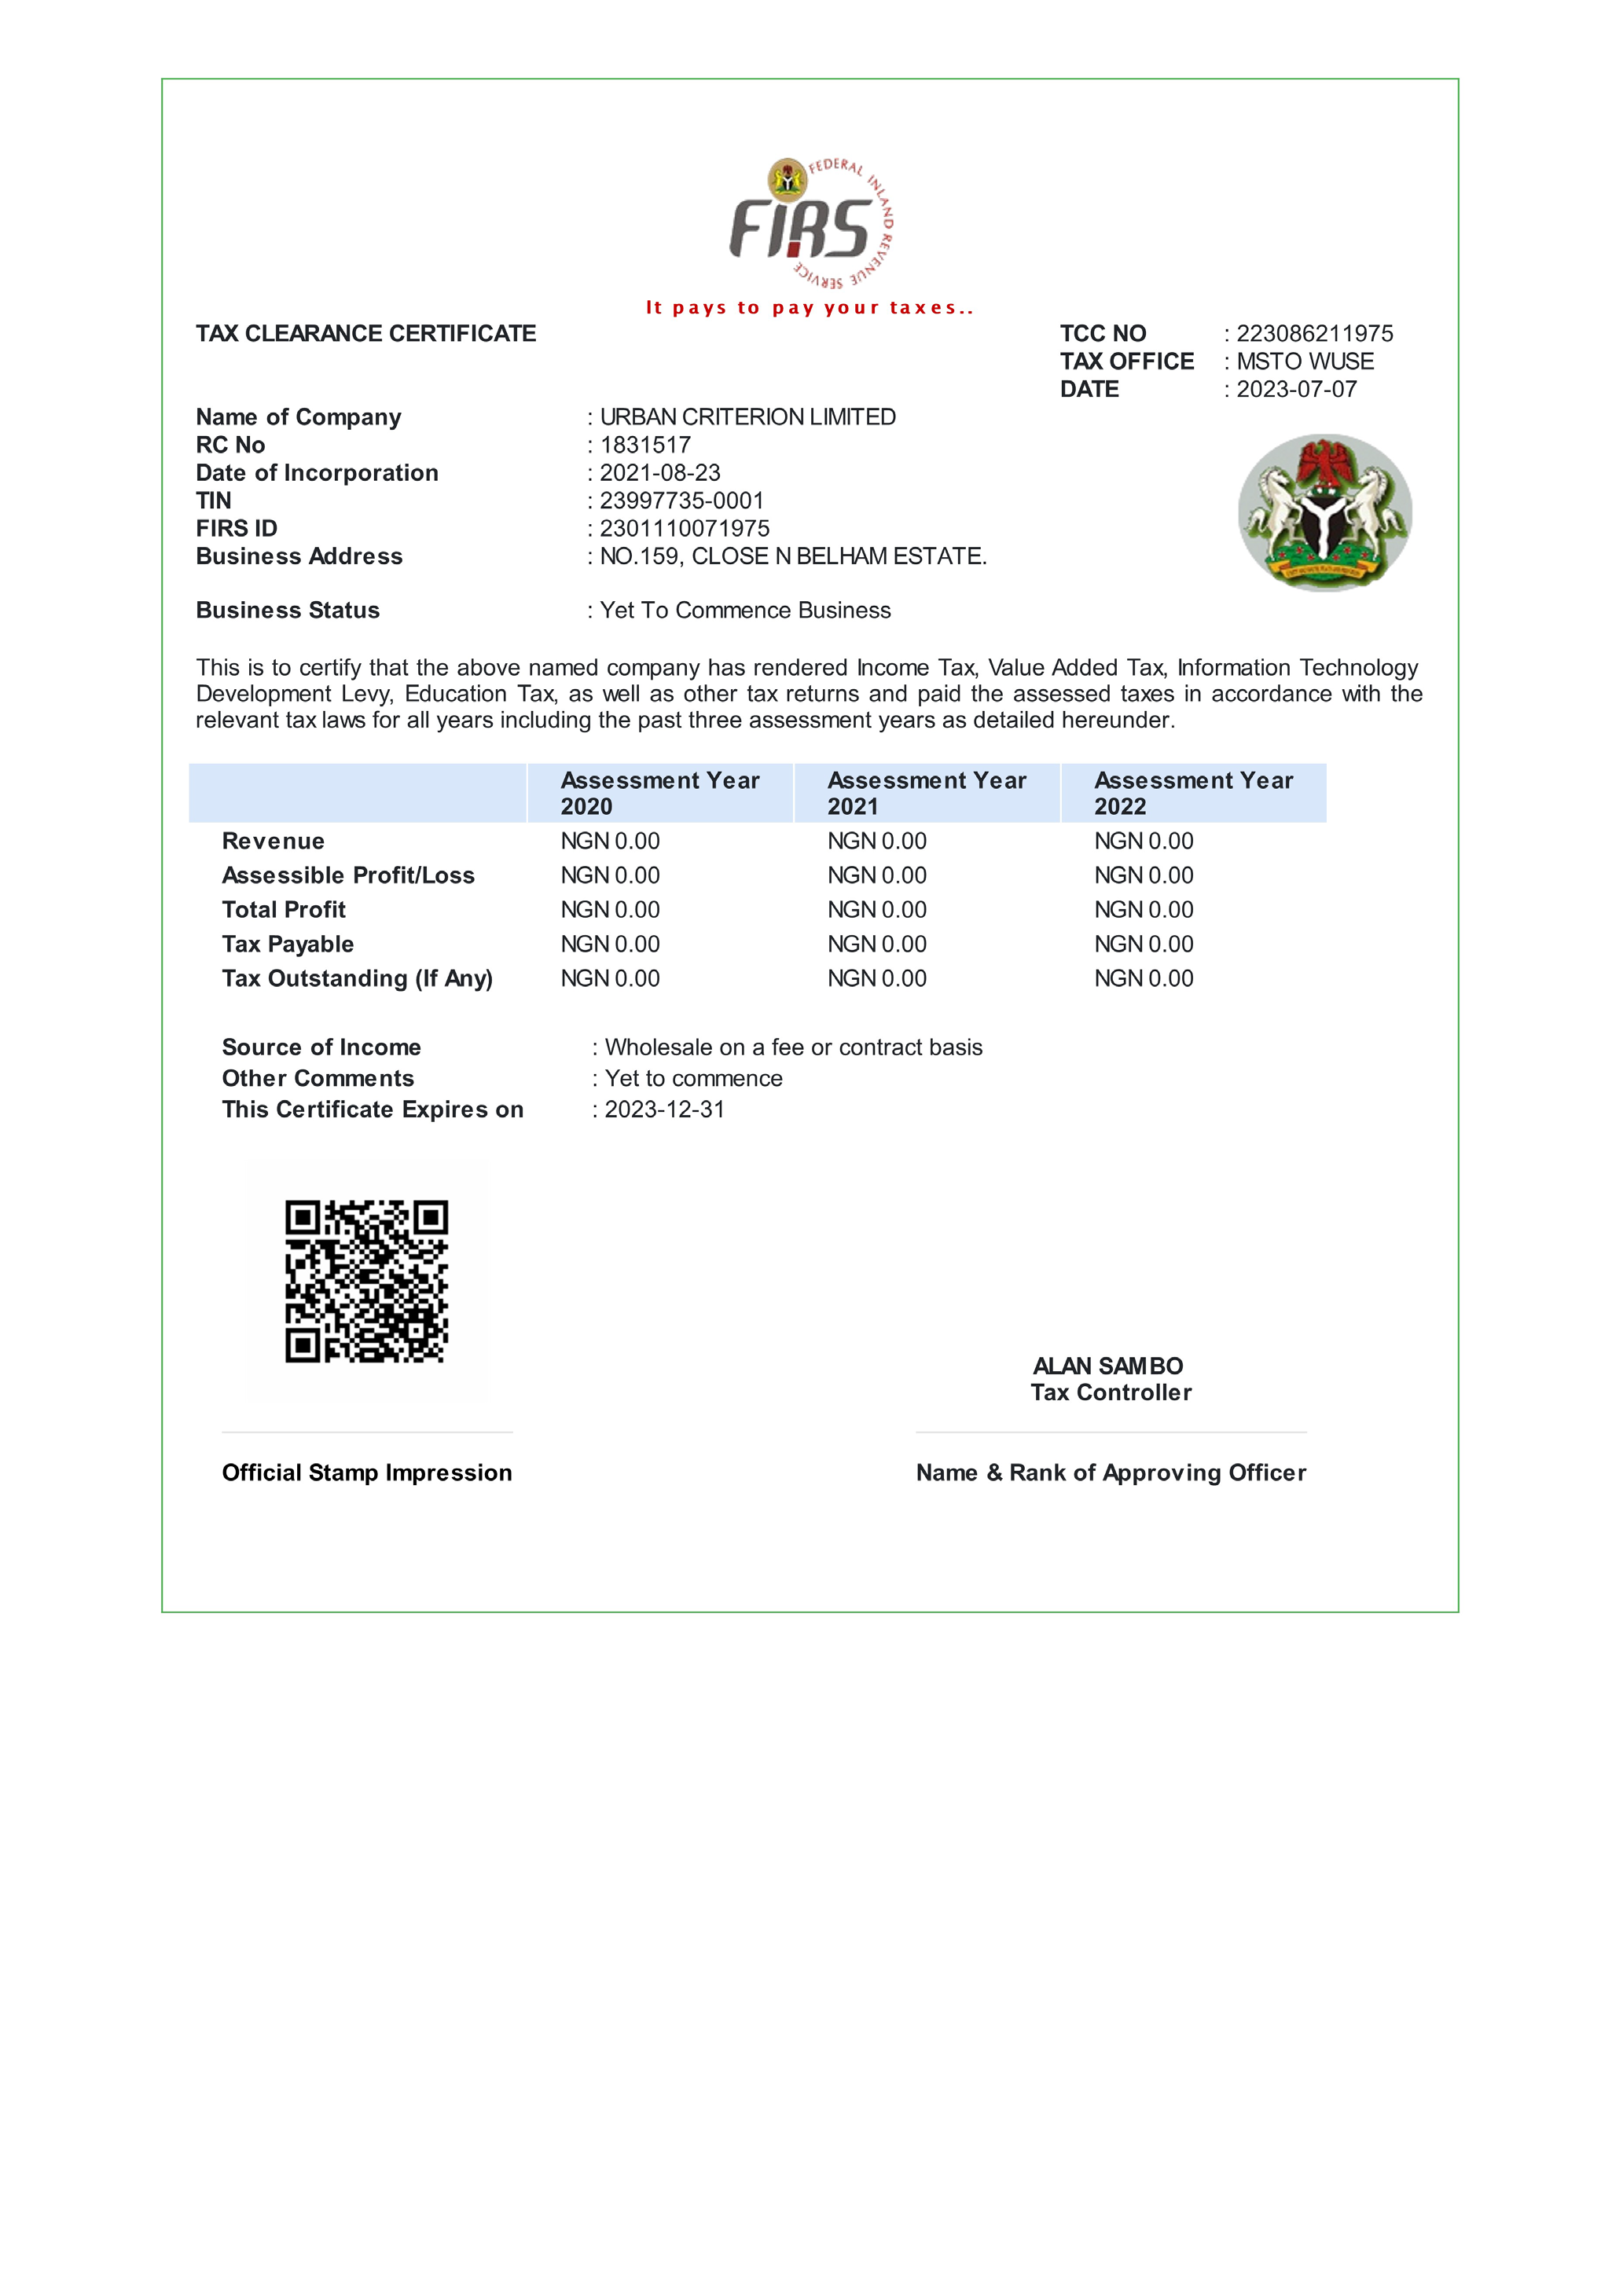 FEDERAL INLAND REVENUE SERVICE
FIRS
It pays to pay your taxes..
TAX CLEARANCE CERTIFICATE
TCC NO : 223086211975
TAX OFFICE : MSTO WUSE
DATE : 2023-07-07
Name of Company : URBAN CRITERION LIMITED
RC No : 1831517
Date of Incorporation : 2021-08-23
TIN : 23997735-0001
FIRS ID : 2301110071975
Business Address : NO.159, CLOSE N BELHAM ESTATE.
Business Status : Yet To Commence Business
This is to certify that the above named company has rendered Income Tax, Value Added Tax, Information Technology
Development Levy, Education Tax, as well as other tax returns and paid the assessed taxes in accordance with the
relevant tax laws for all years including the past three assessment years as detailed hereunder.
Assessment Year Assessment Year Assessment Year
2020 2021 2022
Revenue NGN 0.00 NGN 0.00 NGN 0.00
Assessible Profit/Loss NGN 0.00 NGN 0.00 NGN 0.00
Total Profit NGN 0.00 NGN 0.00 NGN 0.00
Tax Payable NGN 0.00 NGN 0.00 NGN 0.00
Tax Outstanding (If Any) NGN 0.00 NGN 0.00 NGN 0.00
Source of Income : Wholesale on a fee or contract basis
Other Comments : Yet to commence
This Certificate Expires on : 2023-12-31
ALAN SAMBO
Tax Controller
Official Stamp Impression
Name & Rank of Approving Officer